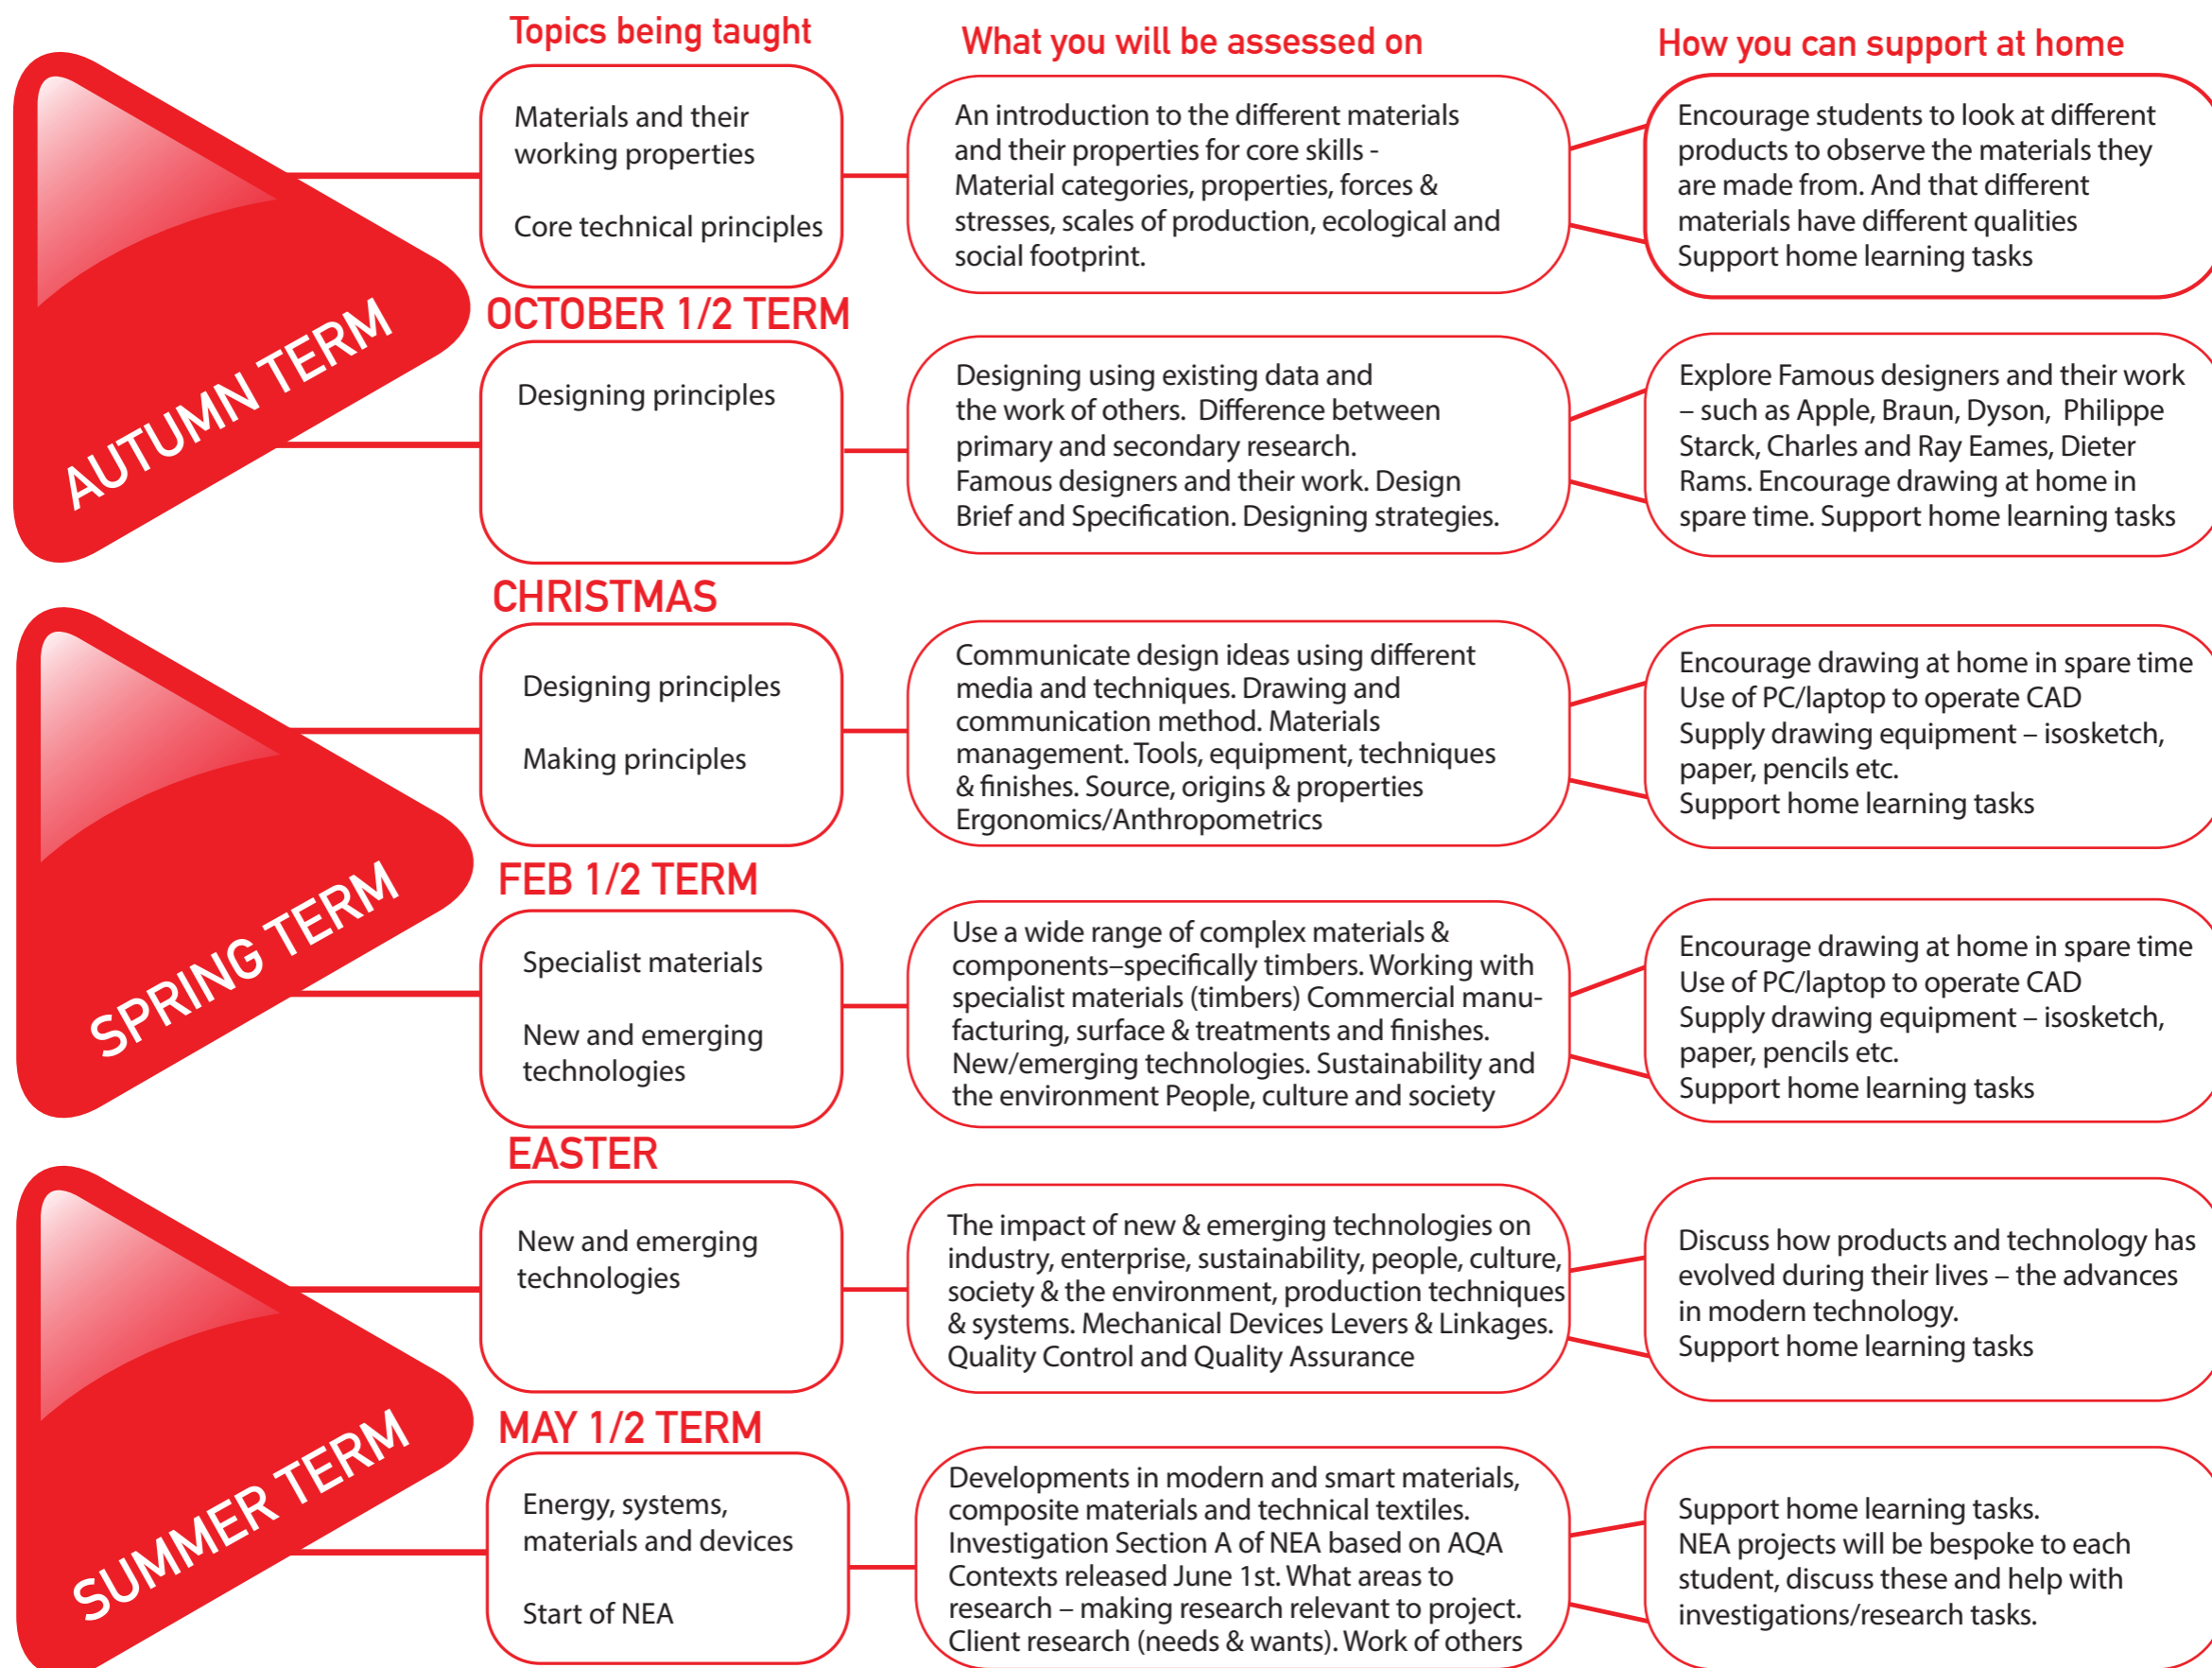 Topics being taught
What you will be assessed on
How you can support at home
AUTUMN TERM
Materials and their
working properties
Core technical principles
An introduction to the different materials
and their properties for core skills -
Material categories, properties, forces &
stresses, scales of production, ecological and
social footprint.
Encourage students to look at different
products to observe the materials they
are made from. And that different
materials have different qualities
Support home learning tasks
OCTOBER 1/2 TERM
Designing principles
Designing using existing data and
the work of others. Difference between
primary and secondary research.
Famous designers and their work. Design
Brief and Specification. Designing strategies.
Explore Famous designers and their work
– such as Apple, Braun, Dyson, Philippe
Starck, Charles and Ray Eames, Dieter
Rams. Encourage drawing at home in
spare time. Support home learning tasks
CHRISTMAS
SPRING TERM
Designing principles
Making principles
Communicate design ideas using different
media and techniques. Drawing and
communication method. Materials
management. Tools, equipment, techniques
& finishes. Source, origins & properties
Ergonomics/Anthropometrics
Encourage drawing at home in spare time
Use of PC/laptop to operate CAD
Supply drawing equipment – isosketch,
paper, pencils etc.
Support home learning tasks
FEB 1/2 TERM
Specialist materials
New and emerging
technologies
Use a wide range of complex materials &
components–specifically timbers. Working with
specialist materials (timbers) Commercial manu-
facturing, surface & treatments and finishes.
New/emerging technologies. Sustainability and
the environment People, culture and society
Encourage drawing at home in spare time
Use of PC/laptop to operate CAD
Supply drawing equipment – isosketch,
paper, pencils etc.
Support home learning tasks
EASTER
SUMMER TERM
New and emerging
technologies
The impact of new & emerging technologies on
industry, enterprise, sustainability, people, culture,
society & the environment, production techniques
& systems. Mechanical Devices Levers & Linkages.
Quality Control and Quality Assurance
Discuss how products and technology has
evolved during their lives – the advances
in modern technology.
Support home learning tasks
MAY 1/2 TERM
Energy, systems,
materials and devices
Start of NEA
Developments in modern and smart materials,
composite materials and technical textiles.
Investigation Section A of NEA based on AQA
Contexts released June 1st. What areas to
research – making research relevant to project.
Client research (needs & wants). Work of others
Support home learning tasks.
NEA projects will be bespoke to each
student, discuss these and help with
investigations/research tasks.